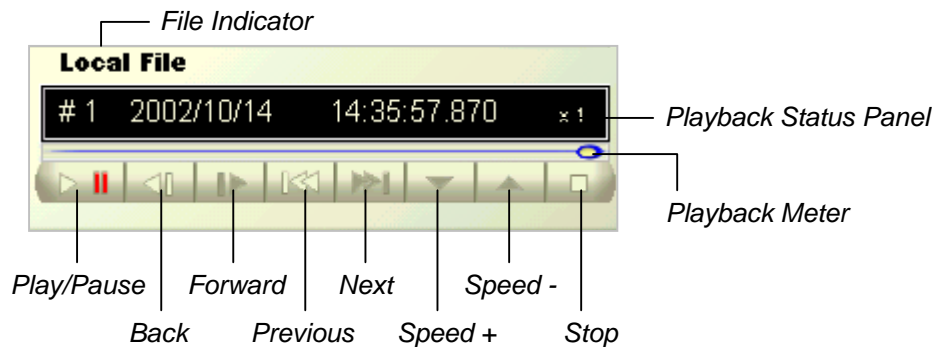 File Indicator
Local File
# 1 2002/10/14 14:35:57.870 x 1
Playback Status Panel
Playback Meter
Play/Pause Forward Next Speed -
Back Previous Speed + Stop